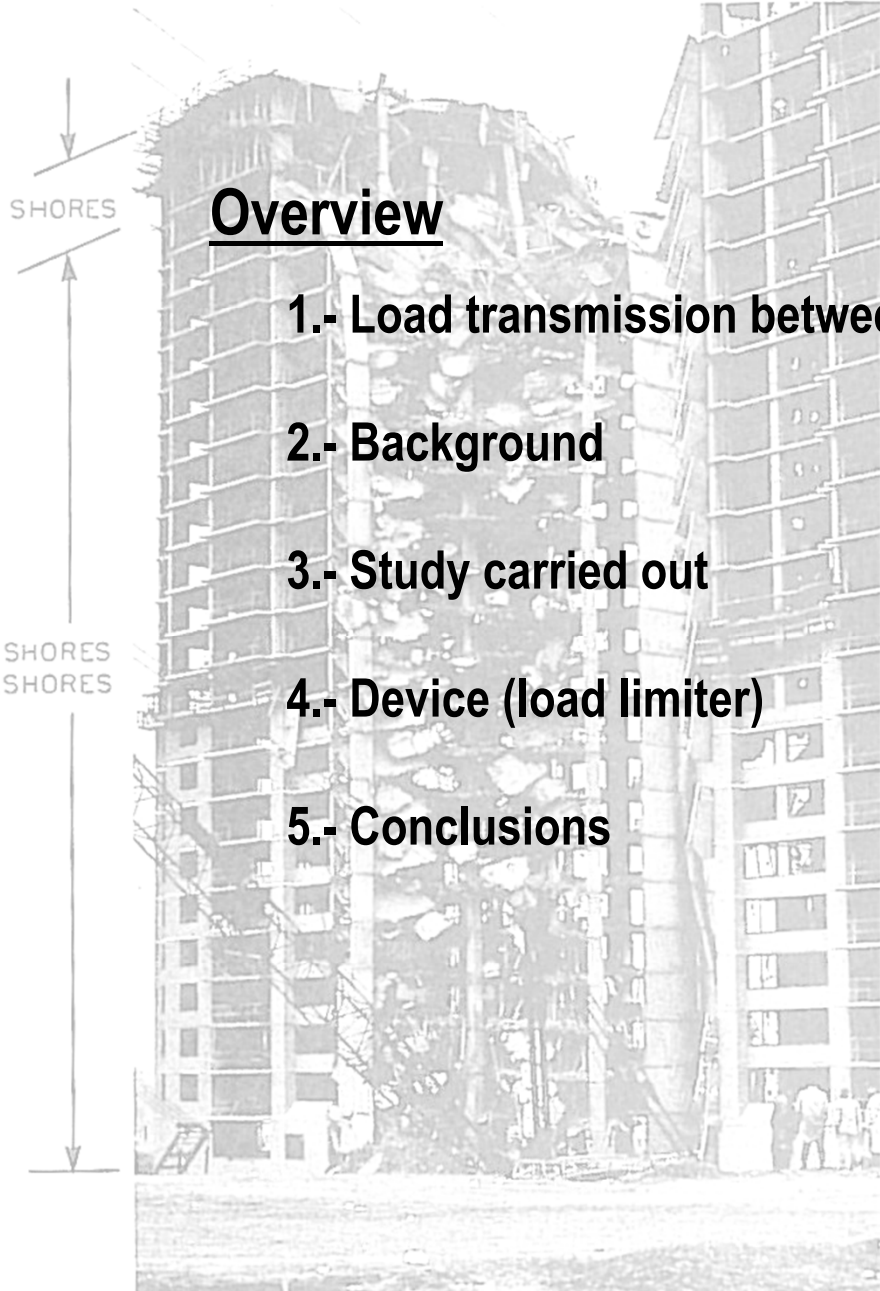 SHORES
Overview
1.- Load transmission betwe
2.- Background
3.- Study carried out
SHORES
SHORES
4.- Device (load limiter)
5.- Conclusions